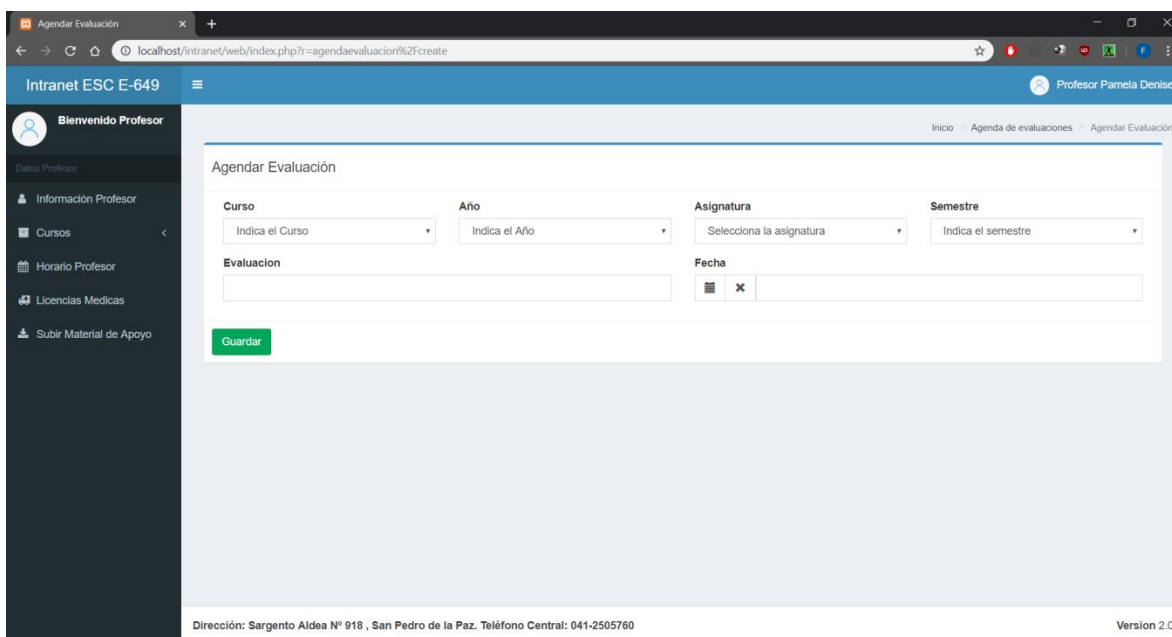 Agendar Evaluación
localhost/intranet/web/index.php?r=agendaevaluacion%2Fcreate
Intranet ESC E-649
Profesor Pamela Denise
Bienvenido Profesor
Inicio > Agenda de evaluaciones > Agendar Evaluación
Datos Profesor
Información Profesor
Cursos
Horario Profesor
Licencias Medicas
Subir Material de Apoyo
Agendar Evaluación
Curso Año Asignatura Semestre
Indica el Curso Indica el Año Selecciona la asignatura Indica el semestre
Evaluacion Fecha
Guardar
Dirección: Sargento Aldea Nº 918 , San Pedro de la Paz. Teléfono Central: 041-2505760
Version 2.0